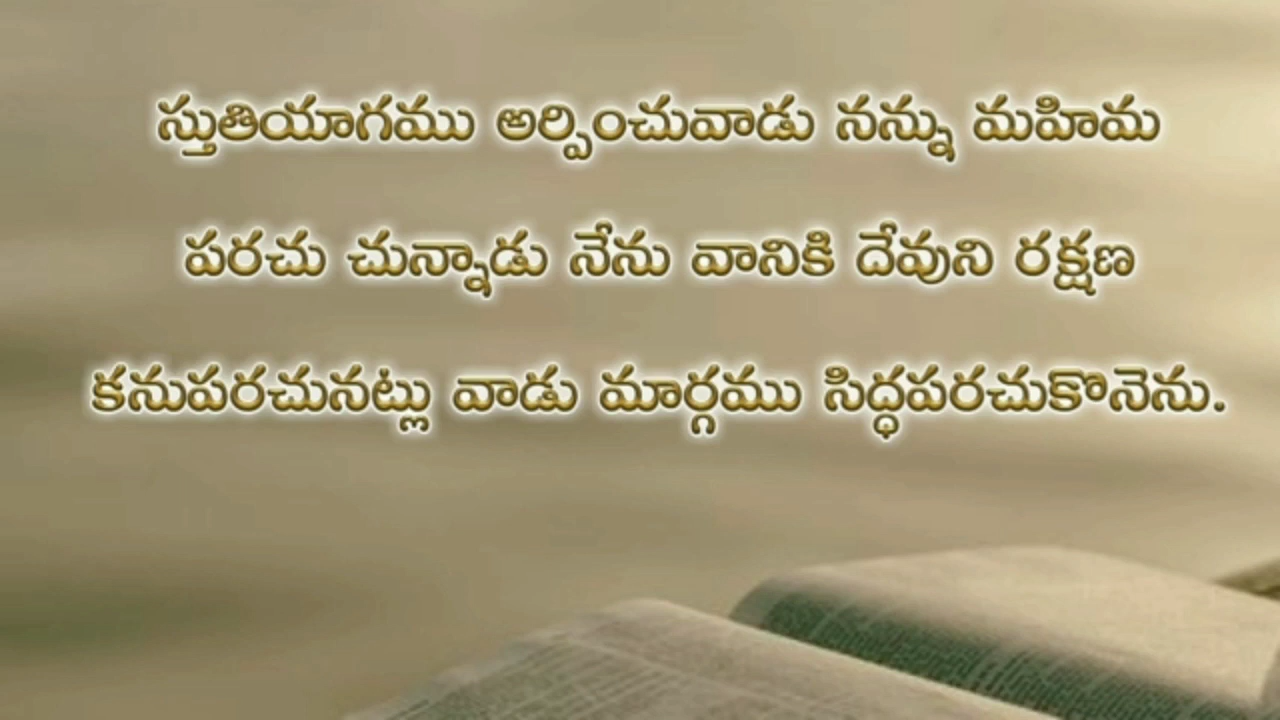 స్తుతియాగము అర్పించువాడు నన్ను మహిమ
పరచు చున్నాడు నేను వానికి దేవుని రక్షణ
కనుపరచునట్లు వాడు మార్గము సిద్ధపరచుకొనెను.